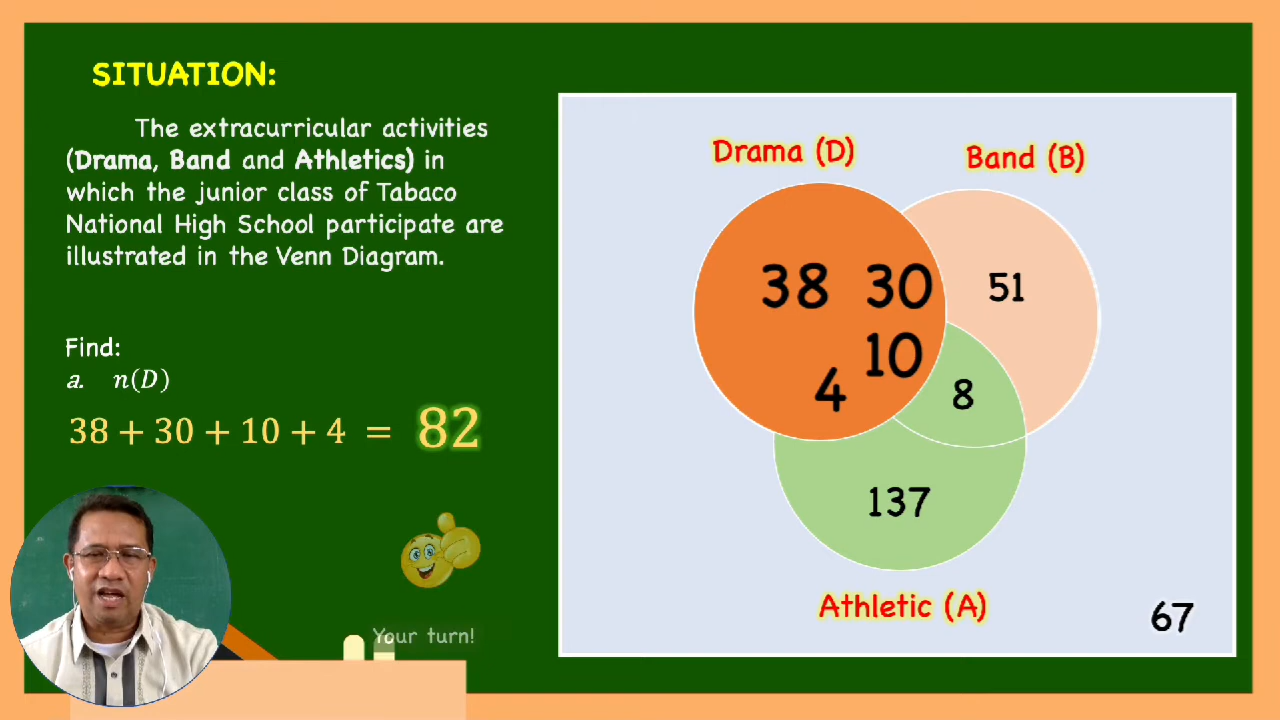 SITUATION:
The extracurricular activities
(Drama, Band and Athletics) in
which the junior class of Tabaco
National High School participate are
illustrated in the Venn Diagram.
Find:
a. n(D)
38 + 30 + 10 + 4 = 82
Your turn!
Drama (D)
Band (B)
38 30 51
10
4 8
137
Athletic (A)
67